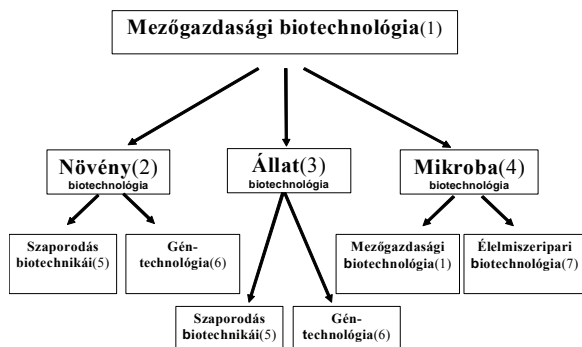 Mezőgazdasági biotechnológia(1)
Növény(2)
biotechnológia
Állat(3)
biotechnológia
Mikroba(4)
biotechnológia
Szaporodás
biotechnikái(5)
Gén-
technológia(6)
Mezőgazdasági
biotechnológia(1)
Élelmiszeripari
biotechnológia(7)
Szaporodás
biotechnikái(5)
Gén-
technológia(6)